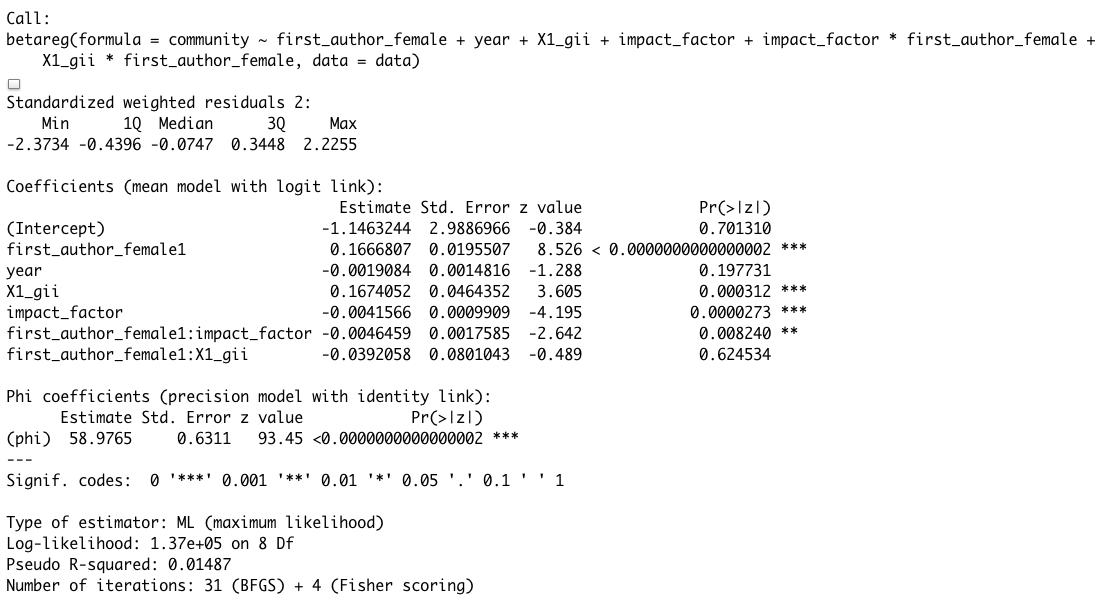 Call:
betareg(formula = community ~ first_author_female + year + X1_gii + impact_factor + impact_factor * first_author_female +
    X1_gii * first_author_female, data = data)
Standardized weighted residuals 2:
    Min      1Q  Median      3Q     Max
-2.3734 -0.4396 -0.0747  0.3448  2.2255
Coefficients (mean model with logit link):
                                    Estimate Std. Error z value             Pr(>|z|)
(Intercept)                       -1.1463244  2.9886966  -0.384             0.701310
first_author_female1               0.1666807  0.0195507   8.526 < 0.0000000000000002 ***
year                              -0.0019084  0.0014816  -1.288             0.197731
X1_gii                             0.1674052  0.0464352   3.605             0.000312 ***
impact_factor                     -0.0041566  0.0009909  -4.195            0.0000273 ***
first_author_female1:impact_factor -0.0046459  0.0017585  -2.642             0.008240 **
first_author_female1:X1_gii       -0.0392058  0.0801043  -0.489             0.624534
Phi coefficients (precision model with identity link):
      Estimate Std. Error z value            Pr(>|z|)
(phi)  58.9765     0.6311   93.45 <0.0000000000000002 ***
---
Signif. codes:  0 '***' 0.001 '**' 0.01 '*' 0.05 '.' 0.1 ' ' 1
Type of estimator: ML (maximum likelihood)
Log-likelihood: 1.37e+05 on 8 Df
Pseudo R-squared: 0.01487
Number of iterations: 31 (BFGS) + 4 (Fisher scoring)